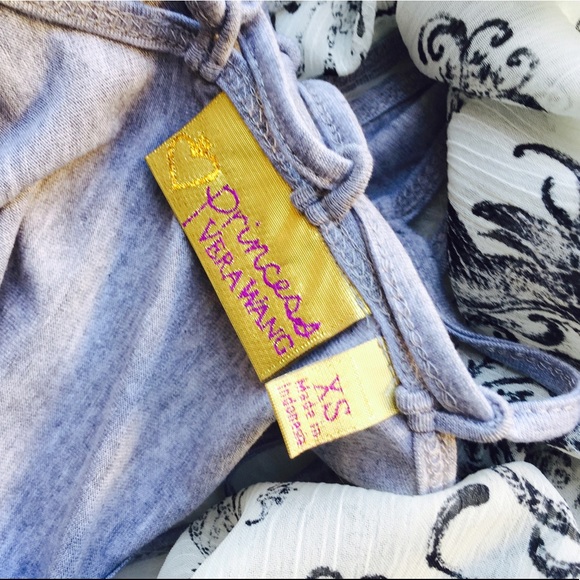 princess
VERA WANG
XS
Made in
Indonesia